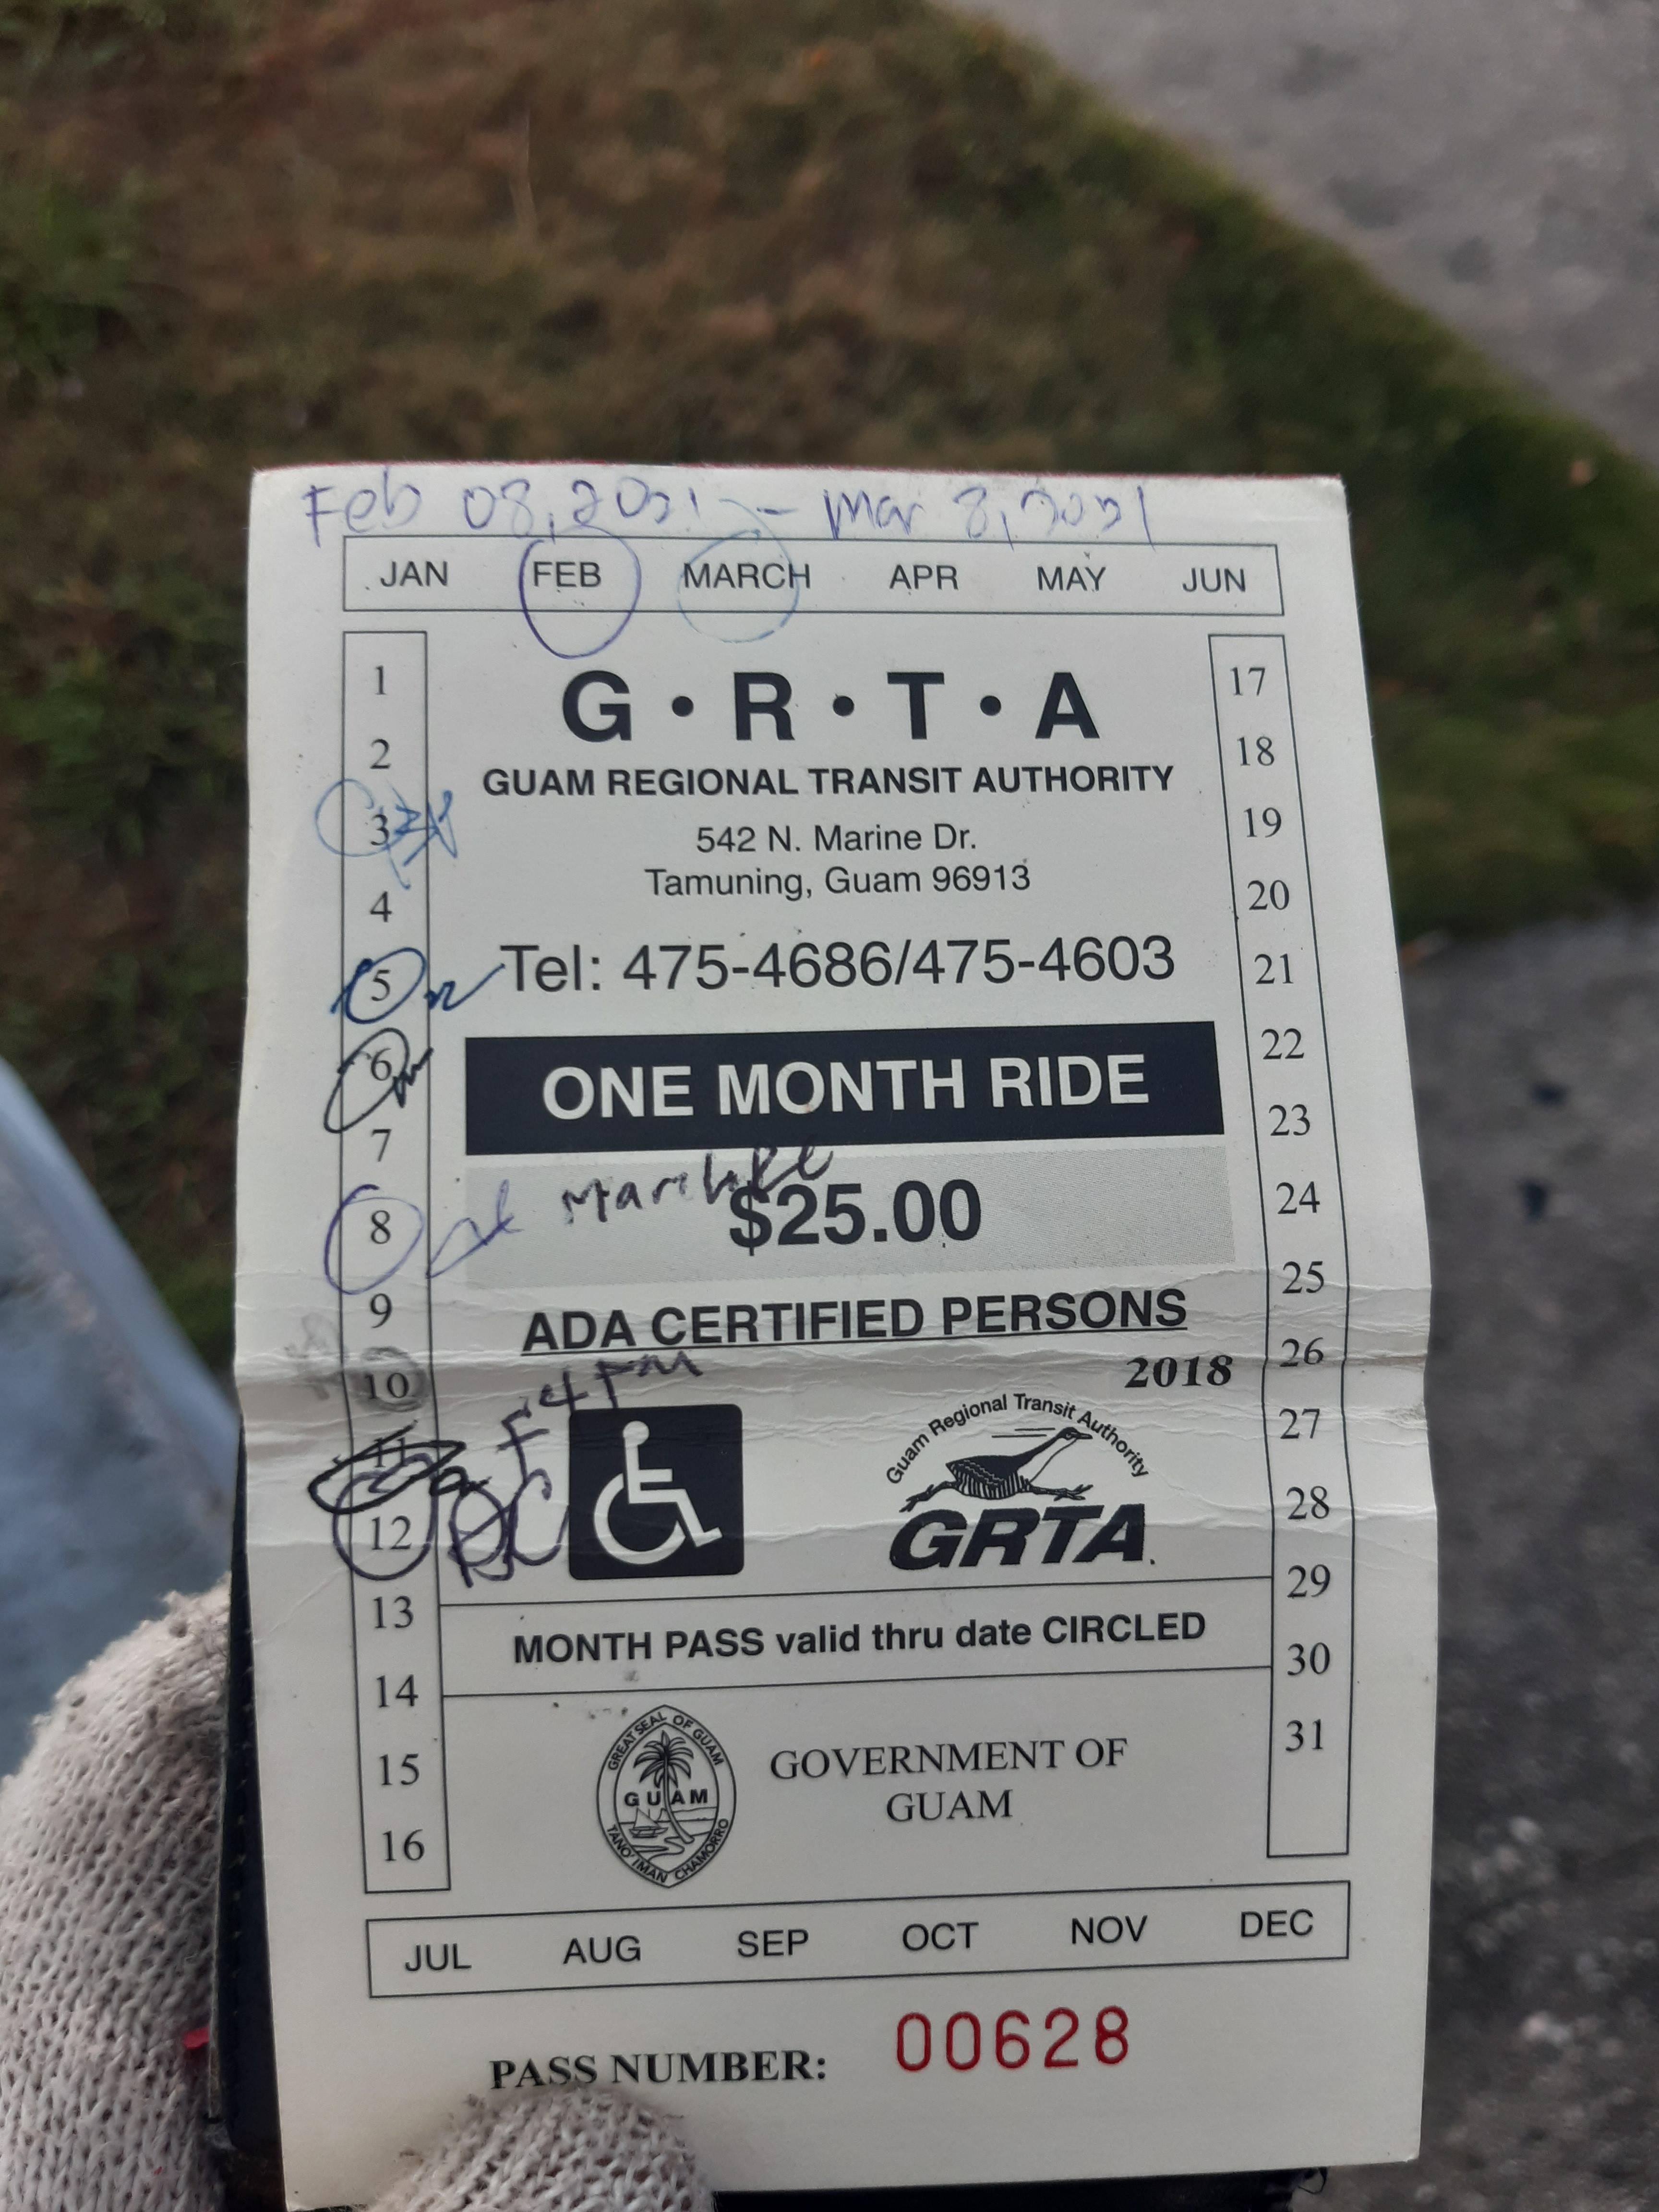 Feb 08, 2021 - Mar 8, 2021
JAN FEB MARCH APR MAY JUN
G • R • T • A
GUAM REGIONAL TRANSIT AUTHORITY
542 N. Marine Dr.
Tamuning, Guam 96913
Tel: 475-4686/475-4603
ONE MONTH RIDE
$25.00
ADA CERTIFIED PERSONS
4 PM
2018
Guam Regional Transit Authority
GRTA.
MONTH PASS valid thru date CIRCLED
GREAT SEAL OF GUAM
GUAM
TANO' I MAN CHAMORRO
GOVERNMENT OF
GUAM
1
2
3
4
5
6
7
8
9
10
11
12
13
14
15
16
17
18
19
20
21
22
23
24
25
26
27
28
29
30
31
JUL AUG SEP OCT NOV DEC
PASS NUMBER: 00628